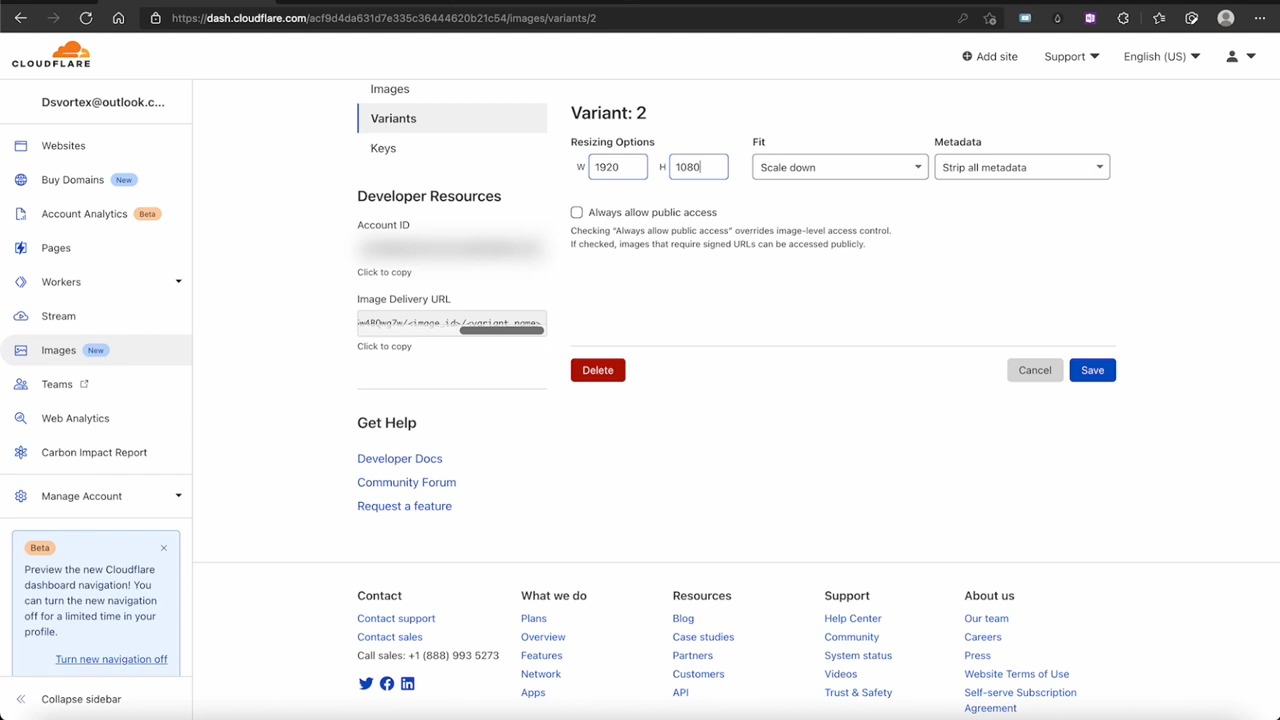 https://dash.cloudflare.com/acf9d4da631d7e335c36444620b21c54/images/variants/2
CLOUDFLARE
Add site
Support
English (US)
Dsvortex@outlook.c...
Websites
Buy Domains New
Account Analytics Beta
Pages
Workers
Stream
Images New
Teams
Web Analytics
Carbon Impact Report
Manage Account
Beta
Preview the new Cloudflare
dashboard navigation! You
can turn the new navigation
off for a limited time in your
profile.
Turn new navigation off
Collapse sidebar
Images
Variants
Keys
Developer Resources
Account ID
Click to copy
Image Delivery URL
/<image_id>/<variant_name>
Click to copy
Get Help
Developer Docs
Community Forum
Request a feature
Variant: 2
Resizing Options
W 1920 H 1080
Fit
Scale down
Metadata
Strip all metadata
Always allow public access
Checking “Always allow public access” overrides image-level access control.
If checked, images that require signed URLs can be accessed publicly.
Delete
Cancel
Save
Contact
Contact support
Contact sales
Call sales: +1 (888) 993 5273
What we do
Plans
Overview
Features
Network
Apps
Resources
Blog
Case studies
Partners
Customers
API
Support
Help Center
Community
System status
Videos
Trust & Safety
About us
Our team
Careers
Press
Website Terms of Use
Self-serve Subscription
Agreement